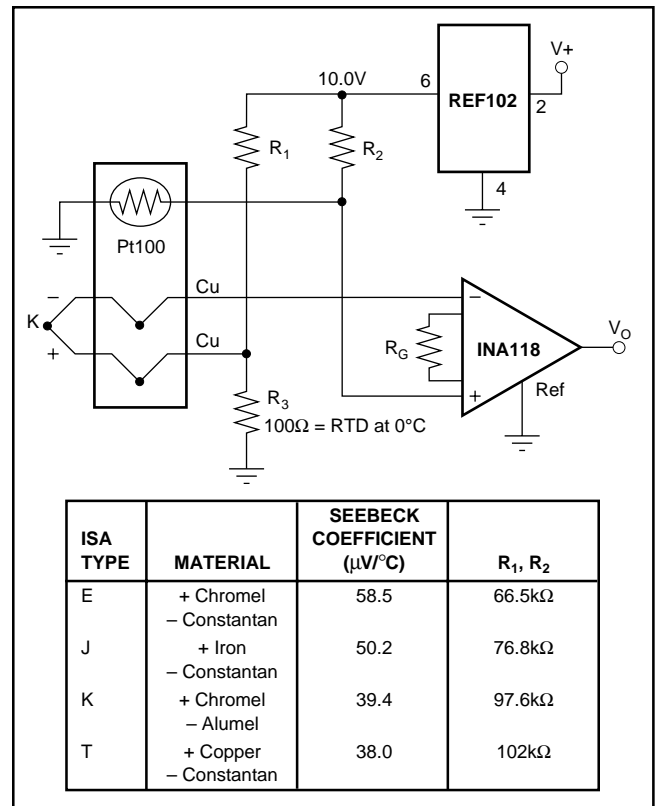 V+
10.0V
6
REF102
2
R1
R2
4
Pt100
Cu
−
K
+
Cu
−
RG
INA118
VO
+
Ref
R3
100Ω = RTD at 0°C
ISA TYPE
MATERIAL
SEEBECK COEFFICIENT (µV/°C)
R1, R2
E
+ Chromel
– Constantan
58.5
66.5kΩ
J
+ Iron
– Constantan
50.2
76.8kΩ
K
+ Chromel
– Alumel
39.4
97.6kΩ
T
+ Copper
– Constantan
38.0
102kΩ